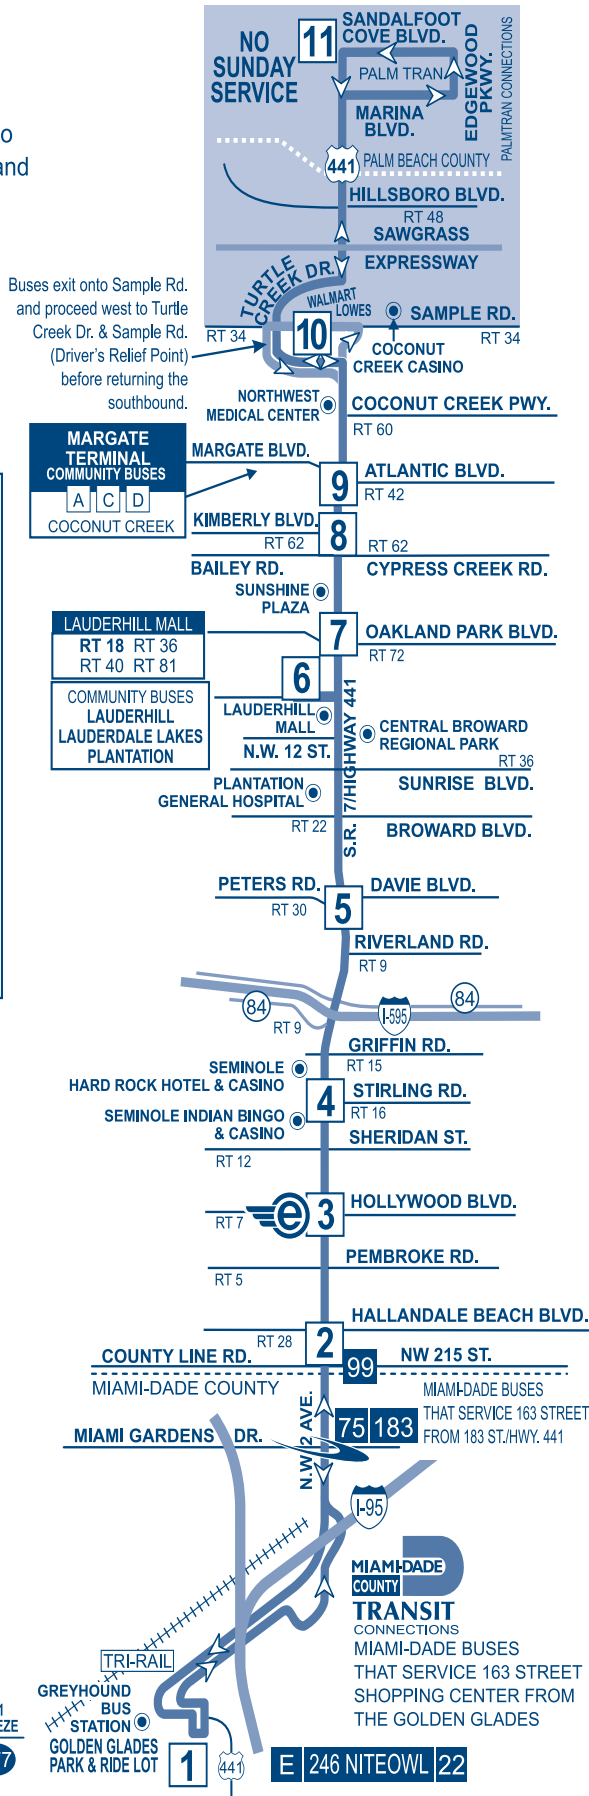 SANDALFOOT
COVE BLVD.
11
NO
SUNDAY
SERVICE
PALM TRAN
EDGEWOOD
PKWY.
PALMTRAN CONNECTIONS
MARINA
BLVD.
o
and
441
PALM BEACH COUNTY
HILLSBORO BLVD.
RT 48
SAWGRASS
EXPRESSWAY
TURTLE
CREEK DR.
WALMART
LOWES
SAMPLE RD.
RT 34
RT 34
10
COCONUT
CREEK CASINO
Buses exit onto Sample Rd.
and proceed west to Turtle
Creek Dr. & Sample Rd.
(Driver's Relief Point)
before returning the
southbound.
NORTHWEST
MEDICAL CENTER
COCONUT CREEK PWY.
RT 60
MARGATE
TERMINAL
COMMUNITY BUSES
A C D
COCONUT CREEK
MARGATE BLVD.
9
ATLANTIC BLVD.
RT 42
KIMBERLY BLVD.
RT 62
8
RT 62
BAILEY RD.
CYPRESS CREEK RD.
SUNSHINE
PLAZA
LAUDERHILL MALL
RT 18 RT 36
RT 40 RT 81
7
OAKLAND PARK BLVD.
RT 72
6
COMMUNITY BUSES
LAUDERHILL
LAUDERDALE LAKES
PLANTATION
LAUDERHILL
MALL
S.R. 7/HIGHWAY 441
CENTRAL BROWARD
REGIONAL PARK
N.W. 12 ST.
RT 36
SUNRISE BLVD.
PLANTATION
GENERAL HOSPITAL
RT 22
BROWARD BLVD.
PETERS RD.
RT 30
5
DAVIE BLVD.
RIVERLAND RD.
RT 9
84
84
I-595
RT 9
GRIFFIN RD.
RT 15
SEMINOLE
HARD ROCK HOTEL & CASINO
4
STIRLING RD.
RT 16
SEMINOLE INDIAN BINGO
& CASINO
SHERIDAN ST.
RT 12
HOLLYWOOD BLVD.
RT 7
e
3
PEMBROKE RD.
RT 5
HALLANDALE BEACH BLVD.
RT 28
2
COUNTY LINE RD.
99
NW 215 ST.
MIAMI-DADE COUNTY
MIAMI-DADE BUSES
THAT SERVICE 163 STREET
FROM 183 ST./HWY. 441
75 183
N.W. 2 AVE.
MIAMI GARDENS DR.
I-95
MIAMI-DADE
COUNTY
TRANSIT
CONNECTIONS
MIAMI-DADE BUSES
THAT SERVICE 163 STREET
SHOPPING CENTER FROM
THE GOLDEN GLADES
TRI-RAIL
GREYHOUND
BUS
STATION
GOLDEN GLADES
PARK & RIDE LOT
1
441
E 246 NITEOWL 22